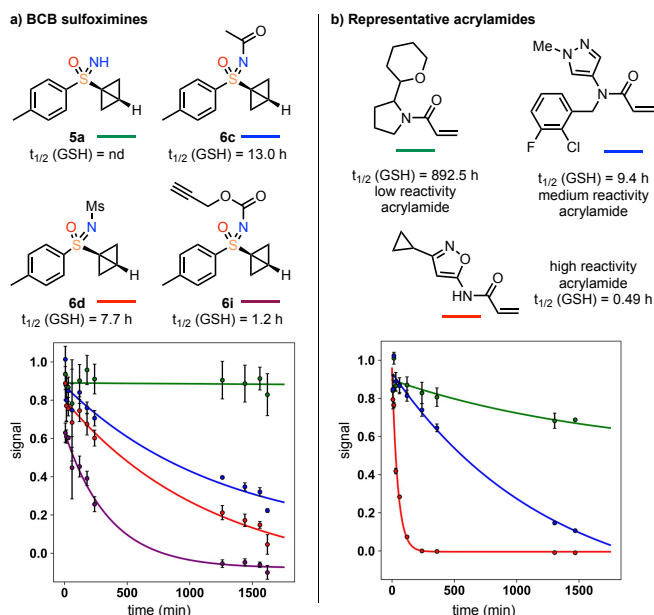 a) BCB sulfoximines
O
NH
S
H
5a
t1/2 (GSH) = nd
O
O
N
S
H
6c
t1/2 (GSH) = 13.0 h
Ms
O
N
S
H
6d
t1/2 (GSH) = 7.7 h
O
O
O
N
S
H
6i
t1/2 (GSH) = 1.2 h
signal
1.0
0.8
0.6
0.4
0.2
0.0
0
500
1000
1500
time (min)
b) Representative acrylamides
O
N
O
t1/2 (GSH) = 892.5 h
low reactivity
acrylamide
Me
N
N
O
N
F
Cl
t1/2 (GSH) = 9.4 h
medium reactivity
acrylamide
N
O
HN
O
high reactivity
acrylamide
t1/2 (GSH) = 0.49 h
signal
1.0
0.8
0.6
0.4
0.2
0.0
0
500
1000
1500
time (min)